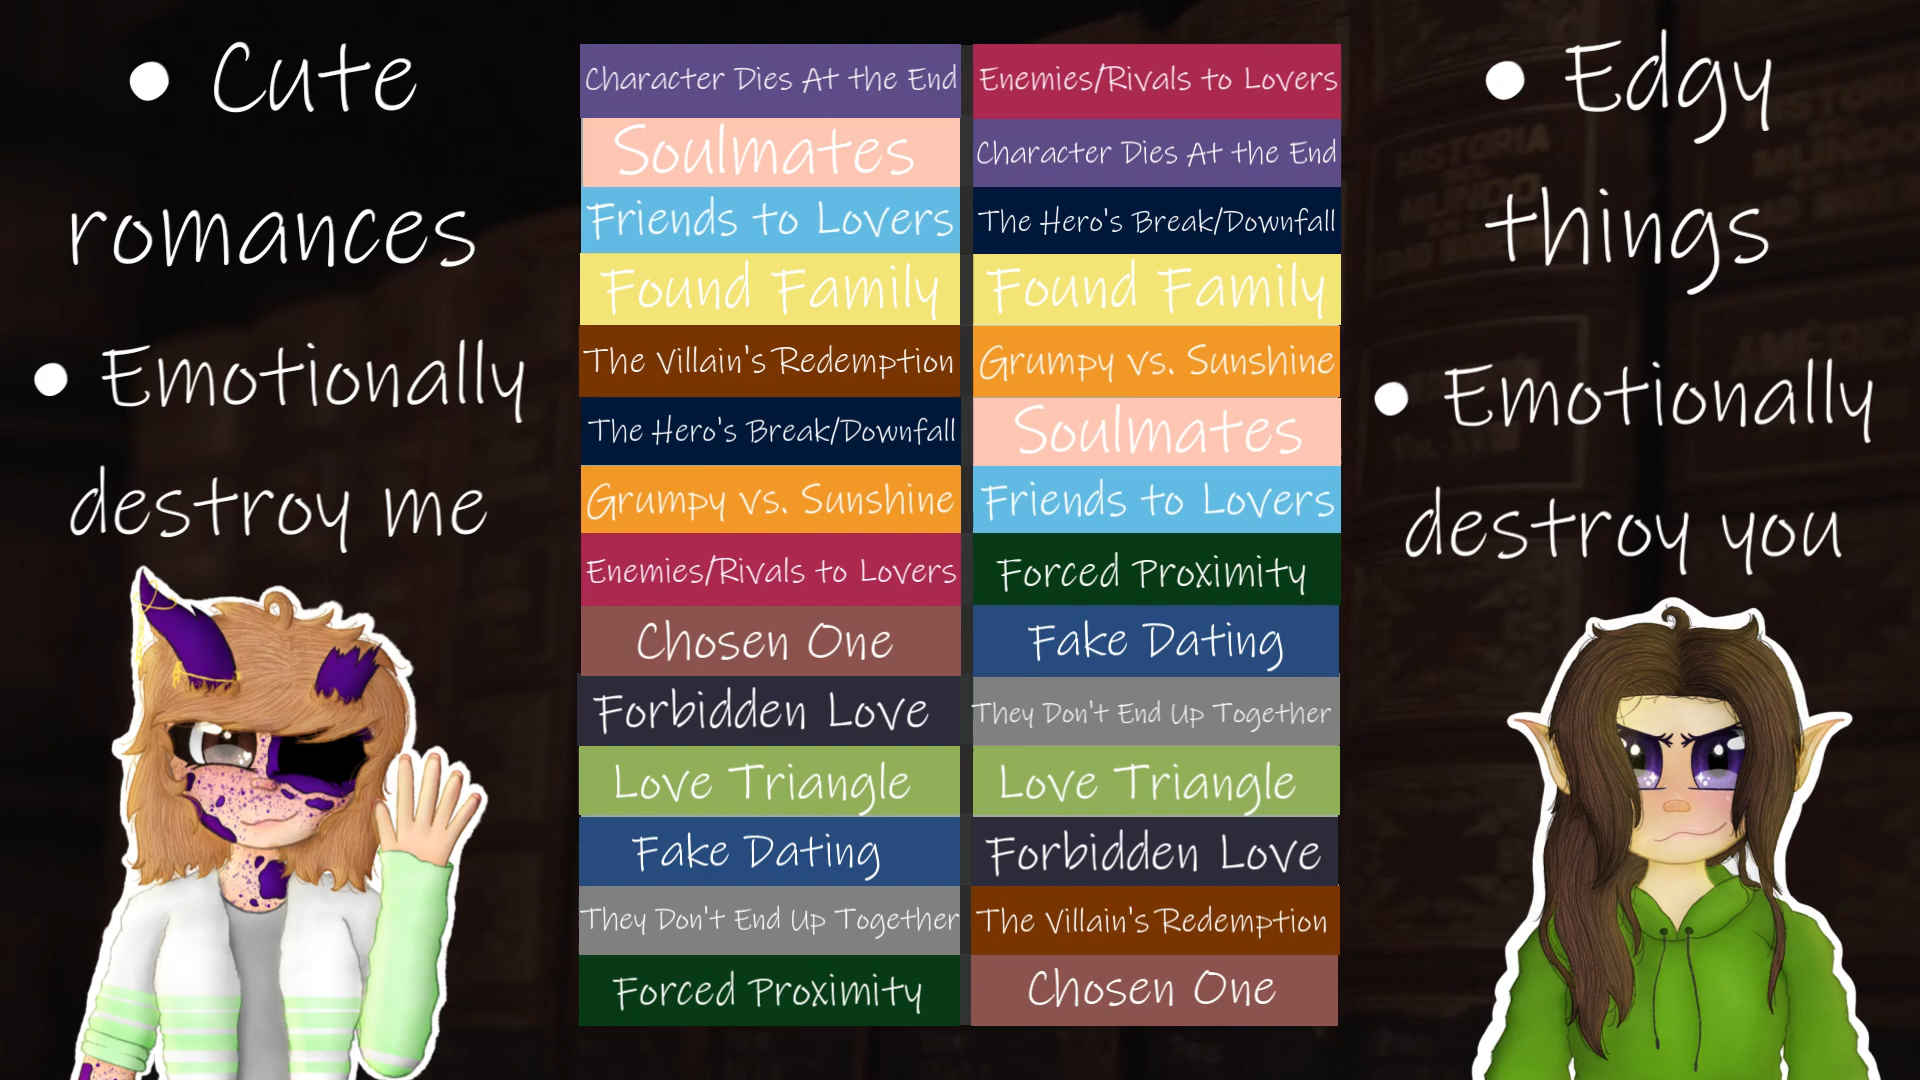 • Cute
romances
• Emotionally
destroy me
Character Dies At the End
Soulmates
Friends to Lovers
Found Family
The Villain's Redemption
The Hero's Break/Downfall
Grumpy vs. Sunshine
Enemies/Rivals to Lovers
Chosen One
Forbidden Love
Love Triangle
Fake Dating
They Don't End Up Together
Forced Proximity
Enemies/Rivals to Lovers
Character Dies At the End
The Hero's Break/Downfall
Found Family
Grumpy vs. Sunshine
Soulmates
Friends to Lovers
Forced Proximity
Fake Dating
They Don't End Up Together
Love Triangle
Forbidden Love
The Villain's Redemption
Chosen One
• Edgy
things
• Emotionally
destroy you
HISTORIA
MUNDO